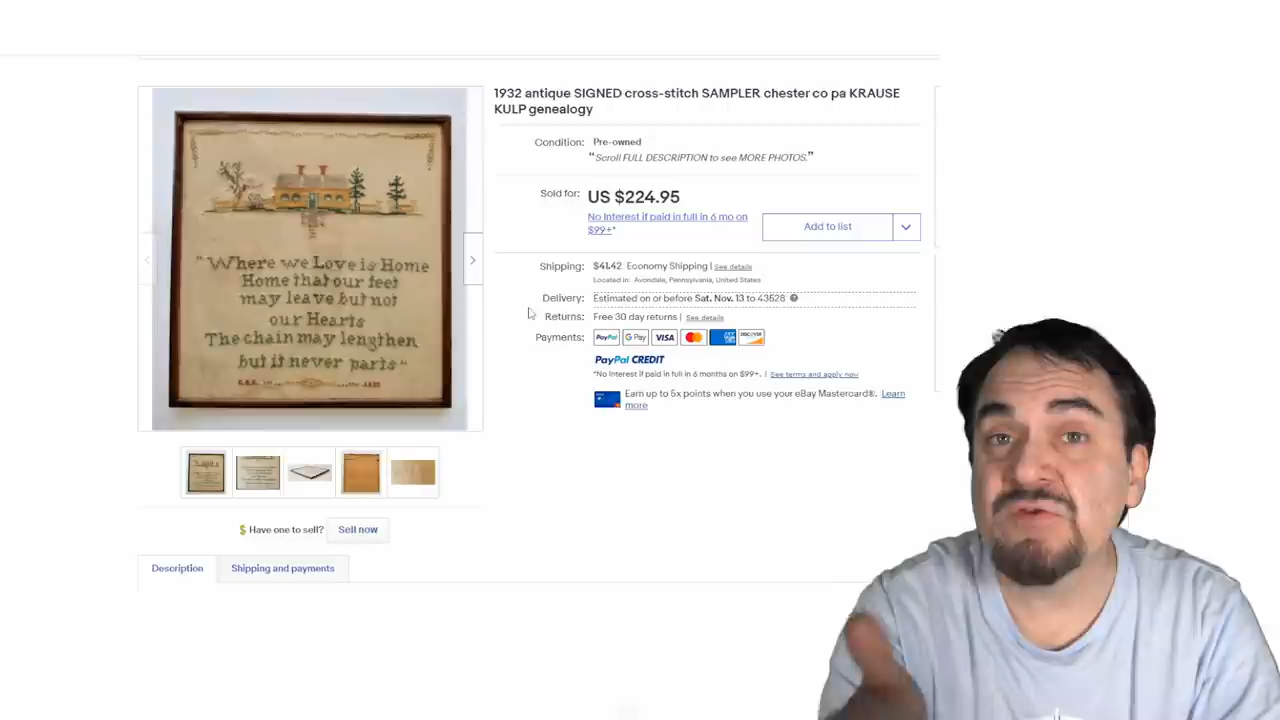 1932 antique SIGNED cross-stitch SAMPLER chester co pa KRAUSE
KULP genealogy
Condition: Pre-owned
"Scroll FULL DESCRIPTION to see MORE PHOTOS."
Sold for: US $224.95
No Interest if paid in full in 6 mo on
$99+*
Add to list
Shipping: $41.42 Economy Shipping | See details
Located in: Avondale, Pennsylvania, United States
Delivery: Estimated on or before Sat. Nov. 13 to 43528
Returns: Free 30 day returns | See details
Payments: PayPal G Pay VISA DISCOVER
PayPal CREDIT
*No Interest if paid in full in 6 months on $99+. | See terms and apply now
Earn up to 5x points when you use your eBay Mastercard®. Learn
more
"Where we Love is Home
Home that our feet
may leave but not
our Hearts
The chain may lengthen
but it never parts"
$ Have one to sell? Sell now
Description Shipping and payments